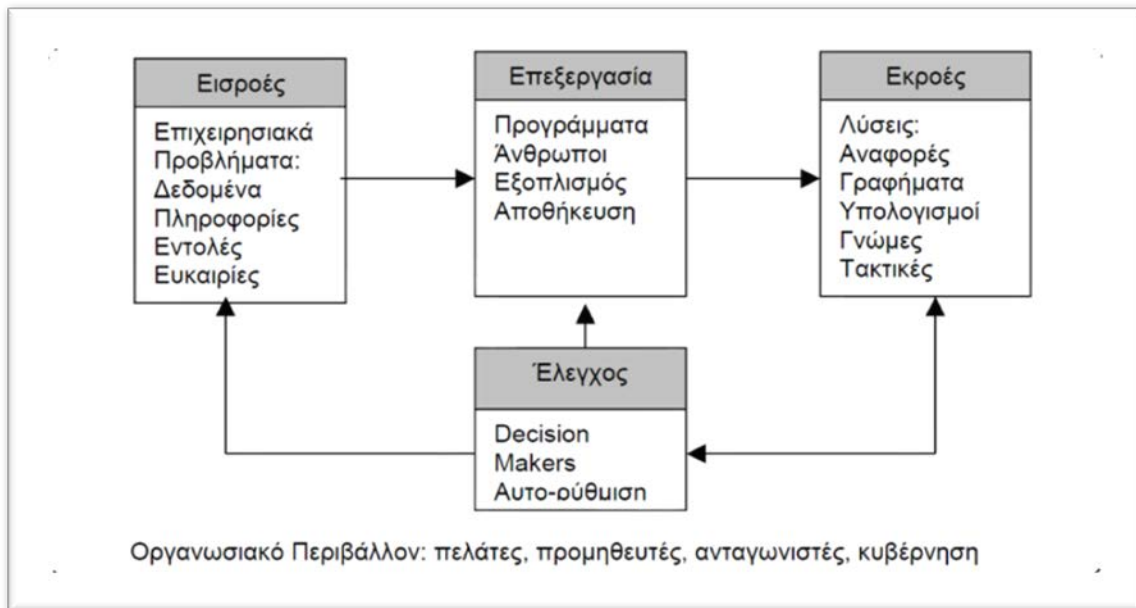 Εισροές
Επιχειρησιακά
Προβλήματα:
Δεδομένα
Πληροφορίες
Εντολές
Ευκαιρίες
Επεξεργασία
Προγράμματα
Άνθρωποι
Εξοπλισμός
Αποθήκευση
Εκροές
Λύσεις:
Αναφορές
Γραφήματα
Υπολογισμοί
Γνώμες
Τακτικές
Έλεγχος
Decision
Makers
Αυτο-ρύθμιση
Οργανωσιακό Περιβάλλον: πελάτες, προμηθευτές, ανταγωνιστές, κυβέρνηση